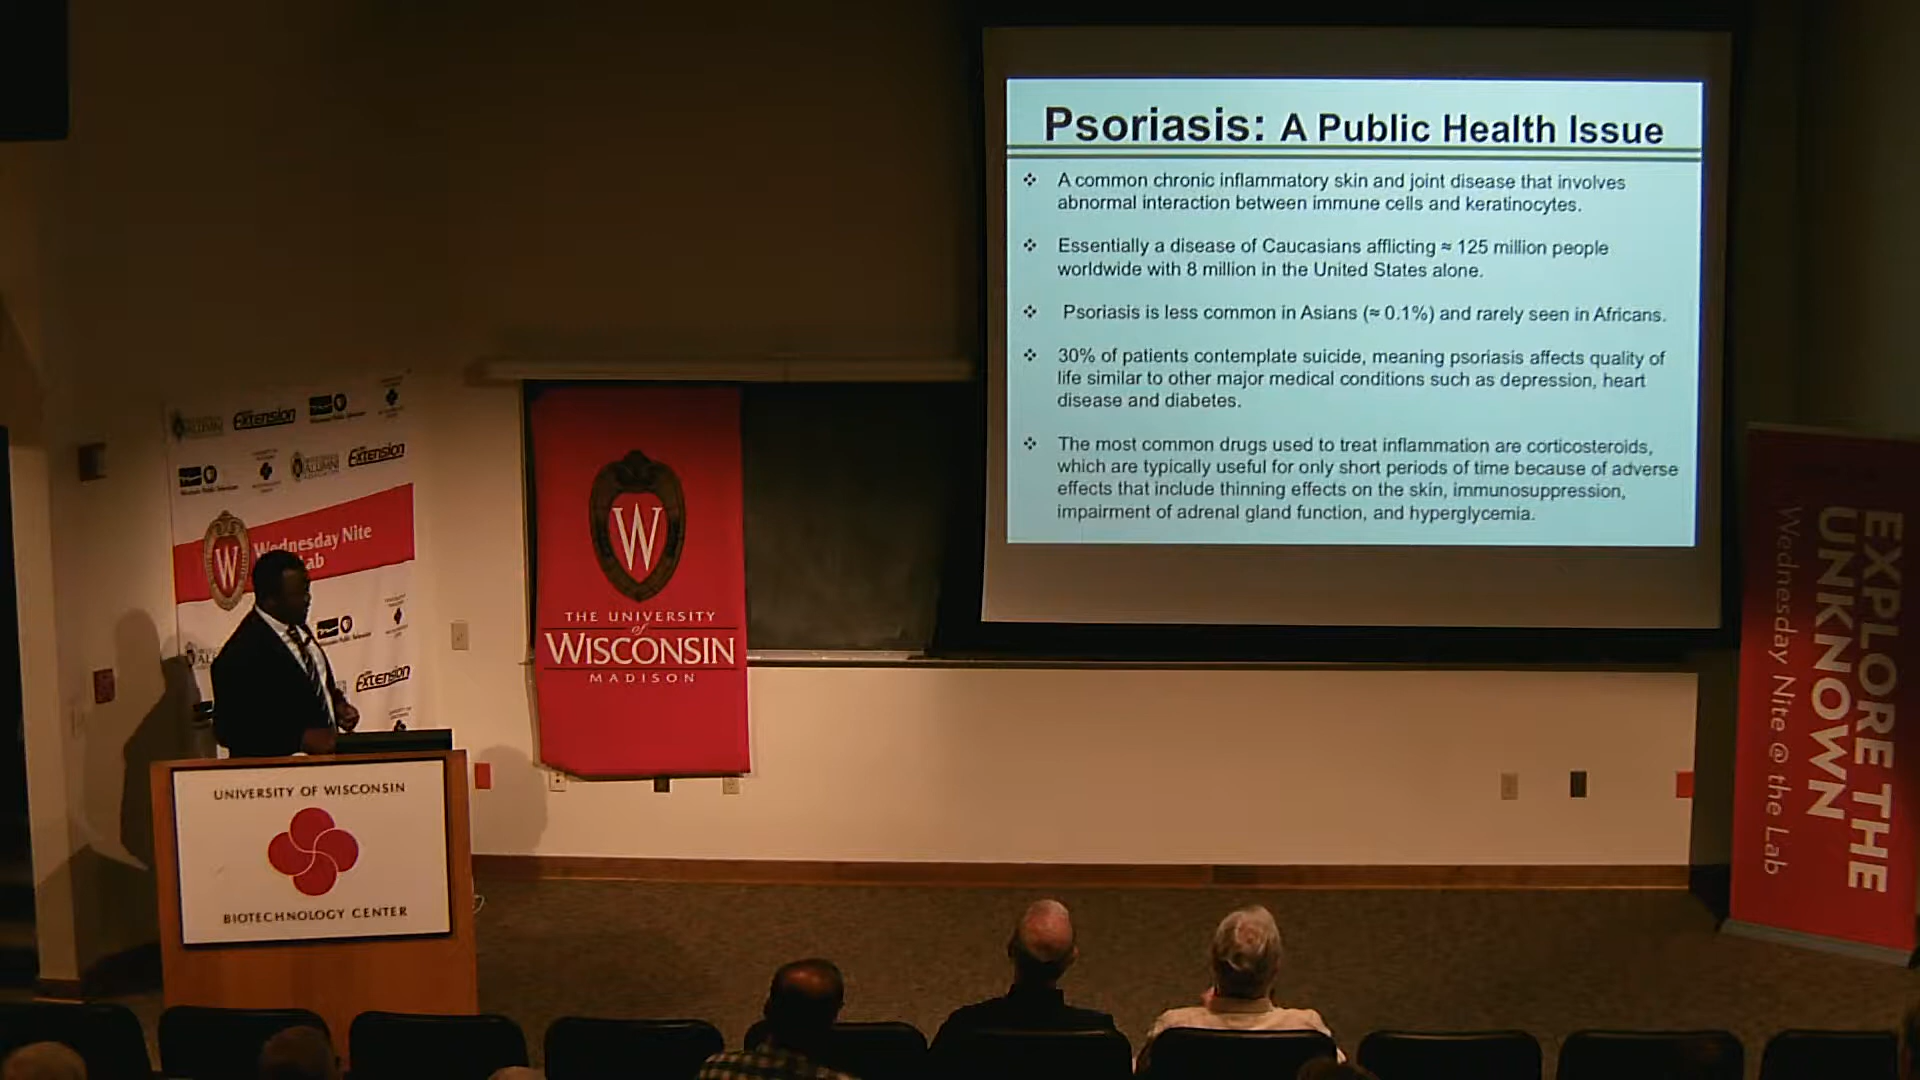 Psoriasis: A Public Health Issue
❖ A common chronic inflammatory skin and joint disease that involves
abnormal interaction between immune cells and keratinocytes.
❖ Essentially a disease of Caucasians afflicting ≈ 125 million people
worldwide with 8 million in the United States alone.
❖ Psoriasis is less common in Asians (≈ 0.1%) and rarely seen in Africans.
❖ 30% of patients contemplate suicide, meaning psoriasis affects quality of
life similar to other major medical conditions such as depression, heart
disease and diabetes.
❖ The most common drugs used to treat inflammation are corticosteroids,
which are typically useful for only short periods of time because of adverse
effects that include thinning effects on the skin, immunosuppression,
impairment of adrenal gland function, and hyperglycemia.
Extension
ALUMNI
Extension
W
Wednesday Nite
Lab
Extension
W
THE UNIVERSITY
of
WISCONSIN
MADISON
UNIVERSITY OF WISCONSIN
BIOTECHNOLOGY CENTER
EXPLORE THE
UNKNOWN
Wednesday Nite @ the Lab